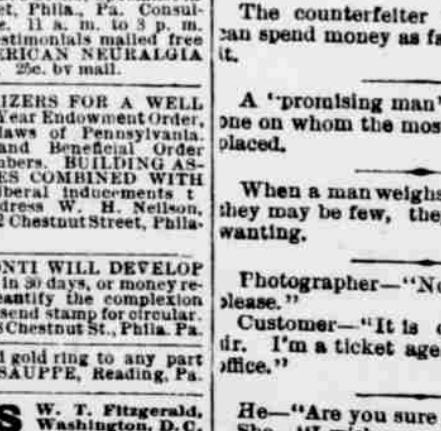 et, Phila., Pa. Consul-
e. 11 a. m. to 3 p. m.
estimonials mailed free
ERICAN NEURALGIA
25c. by mail.
IZERS FOR A WELL
Year Endowment Order,
laws of Pennsylvania.
and Beneficial Order
mbers. BUILDING AS-
ES COMBINED WITH
iberal inducements t
dress W. H. Neilson,
2 Chestnut Street, Phila-
ONTI WILL DEVELOP
in 30 days, or money re-
eantify the complexion
send stamp for circular.
Chestnut St., Phila. Pa.
d gold ring to any part
SAUPPE, Reading, Pa.
S W. T. Fitzgerald,
Washington, D. C.
The counterfeiter
can spend money as fa
it.
A "promising man"
one on whom the mos
placed.
When a man weighs
they may be few, the
wanting.
Photographer—"No
please."
Customer—"It is
dr. I'm a ticket age
office."
He—"Are you sure